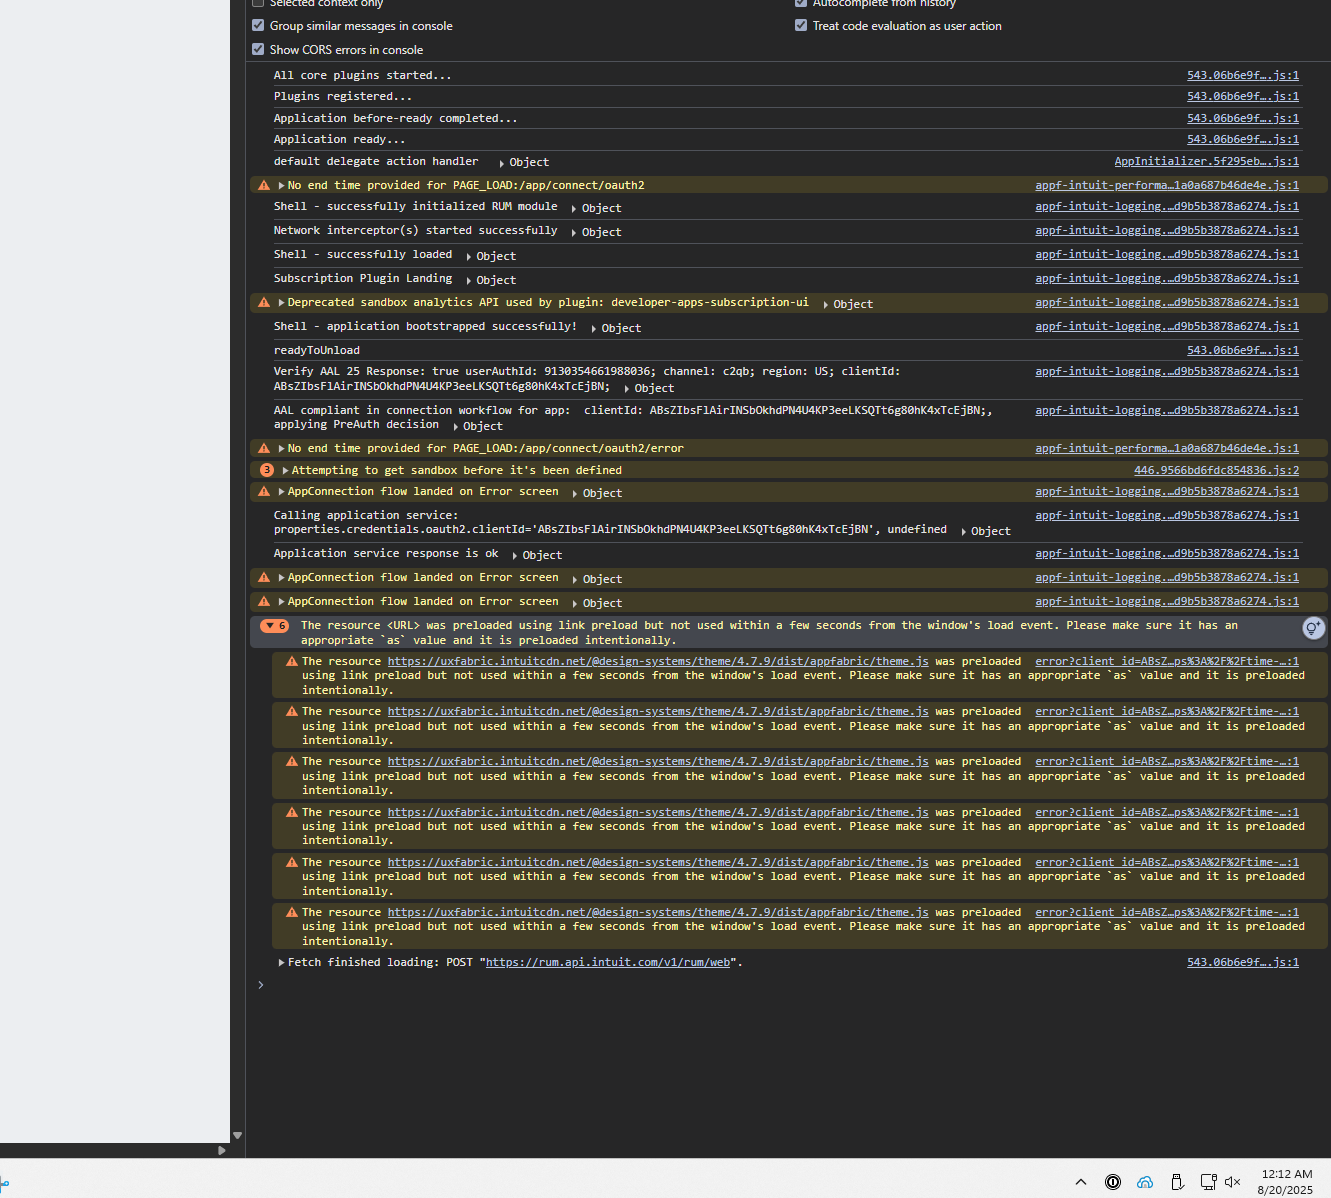 Selected context only
Autocomplete from history
Group similar messages in console
Treat code evaluation as user action
Show CORS errors in console
All core plugins started... 543.06b6e9f….js:1
Plugins registered... 543.06b6e9f….js:1
Application before-ready completed... 543.06b6e9f….js:1
Application ready... 543.06b6e9f….js:1
default delegate action handler Object AppInitializer.5f295eb….js:1
No end time provided for PAGE_LOAD:/app/connect/oauth2 appf-intuit-performa…1a0a687b46de4e.js:1
Shell - successfully initialized RUM module Object appf-intuit-logging.…d9b5b3878a6274.js:1
Network interceptor(s) started successfully Object appf-intuit-logging.…d9b5b3878a6274.js:1
Shell - successfully loaded Object appf-intuit-logging.…d9b5b3878a6274.js:1
Subscription Plugin Landing Object appf-intuit-logging.…d9b5b3878a6274.js:1
Deprecated sandbox analytics API used by plugin: developer-apps-subscription-ui Object appf-intuit-logging.…d9b5b3878a6274.js:1
Shell - application bootstrapped successfully! Object appf-intuit-logging.…d9b5b3878a6274.js:1
readyToUnload 543.06b6e9f….js:1
Verify AAL 25 Response: true userAuthId: 9130354661988036; channel: c2qb; region: US; clientId: appf-intuit-logging.…d9b5b3878a6274.js:1
ABsZIbsFlAirINSbOkhdPN4U4KP3eeLKSQTt6g80hK4xTcEjBN; Object
AAL compliant in connection workflow for app: clientId: ABsZIbsFlAirINSbOkhdPN4U4KP3eeLKSQTt6g80hK4xTcEjBN;, appf-intuit-logging.…d9b5b3878a6274.js:1
applying PreAuth decision Object
No end time provided for PAGE_LOAD:/app/connect/oauth2/error appf-intuit-performa…1a0a687b46de4e.js:1
3 Attempting to get sandbox before it's been defined 446.9566bd6fdc854836.js:2
AppConnection flow landed on Error screen Object appf-intuit-logging.…d9b5b3878a6274.js:1
Calling application service: appf-intuit-logging.…d9b5b3878a6274.js:1
properties.credentials.oauth2.clientId='ABsZIbsFlAirINSbOkhdPN4U4KP3eeLKSQTt6g80hK4xTcEjBN', undefined Object
Application service response is ok Object appf-intuit-logging.…d9b5b3878a6274.js:1
AppConnection flow landed on Error screen Object appf-intuit-logging.…d9b5b3878a6274.js:1
AppConnection flow landed on Error screen Object appf-intuit-logging.…d9b5b3878a6274.js:1
6 The resource <URL> was preloaded using link preload but not used within a few seconds from the window's load event. Please make sure it has an
appropriate `as` value and it is preloaded intentionally.
The resource https://uxfabric.intuitcdn.net/@design-systems/theme/4.7.9/dist/appfabric/theme.js was preloaded error?client_id=ABsZ…ps%3A%2F%2Ftime-…:1
using link preload but not used within a few seconds from the window's load event. Please make sure it has an appropriate `as` value and it is preloaded
intentionally.
The resource https://uxfabric.intuitcdn.net/@design-systems/theme/4.7.9/dist/appfabric/theme.js was preloaded error?client_id=ABsZ…ps%3A%2F%2Ftime-…:1
using link preload but not used within a few seconds from the window's load event. Please make sure it has an appropriate `as` value and it is preloaded
intentionally.
The resource https://uxfabric.intuitcdn.net/@design-systems/theme/4.7.9/dist/appfabric/theme.js was preloaded error?client_id=ABsZ…ps%3A%2F%2Ftime-…:1
using link preload but not used within a few seconds from the window's load event. Please make sure it has an appropriate `as` value and it is preloaded
intentionally.
The resource https://uxfabric.intuitcdn.net/@design-systems/theme/4.7.9/dist/appfabric/theme.js was preloaded error?client_id=ABsZ…ps%3A%2F%2Ftime-…:1
using link preload but not used within a few seconds from the window's load event. Please make sure it has an appropriate `as` value and it is preloaded
intentionally.
The resource https://uxfabric.intuitcdn.net/@design-systems/theme/4.7.9/dist/appfabric/theme.js was preloaded error?client_id=ABsZ…ps%3A%2F%2Ftime-…:1
using link preload but not used within a few seconds from the window's load event. Please make sure it has an appropriate `as` value and it is preloaded
intentionally.
The resource https://uxfabric.intuitcdn.net/@design-systems/theme/4.7.9/dist/appfabric/theme.js was preloaded error?client_id=ABsZ…ps%3A%2F%2Ftime-…:1
using link preload but not used within a few seconds from the window's load event. Please make sure it has an appropriate `as` value and it is preloaded
intentionally.
Fetch finished loading: POST "https://rum.api.intuit.com/v1/rum/web". 543.06b6e9f….js:1
12:12 AM
8/20/2025